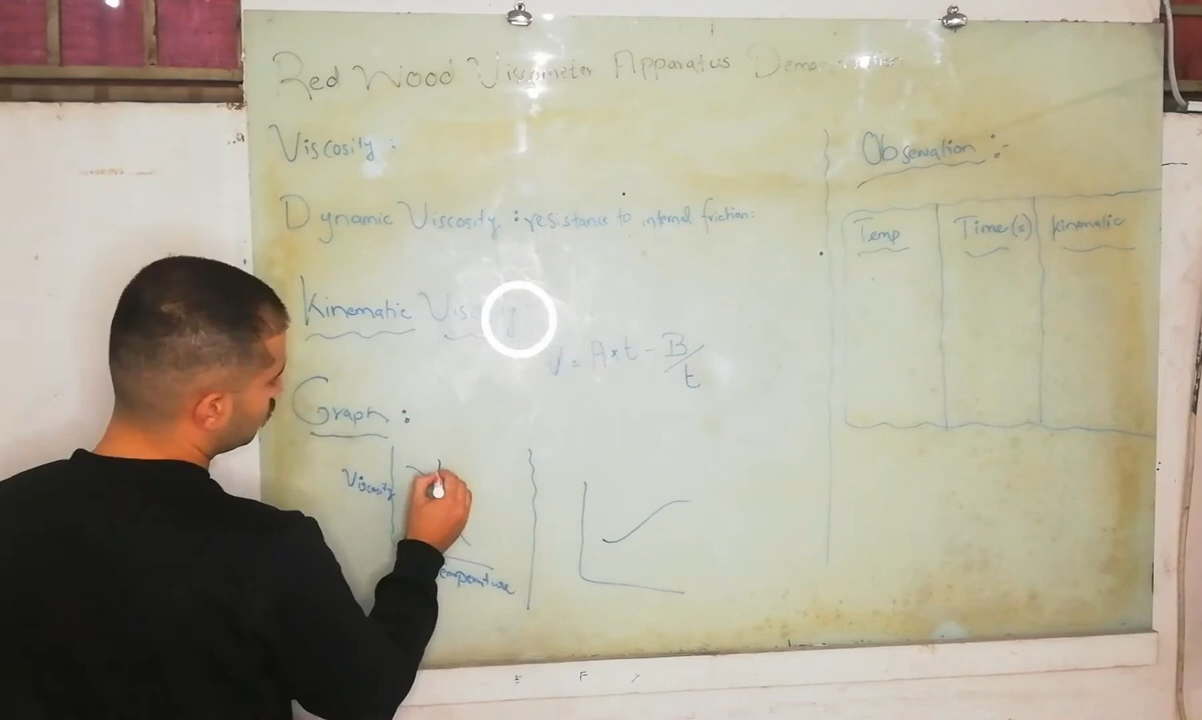 Red Wood Viscometer Apparatus
Viscosity :
Dynamic Viscosity : resistance to internal friction:
Kinematic
V = A × t - B/t
Graph :
Viscosity
Temperature
Observation :-
Temp Time(s) kinematic